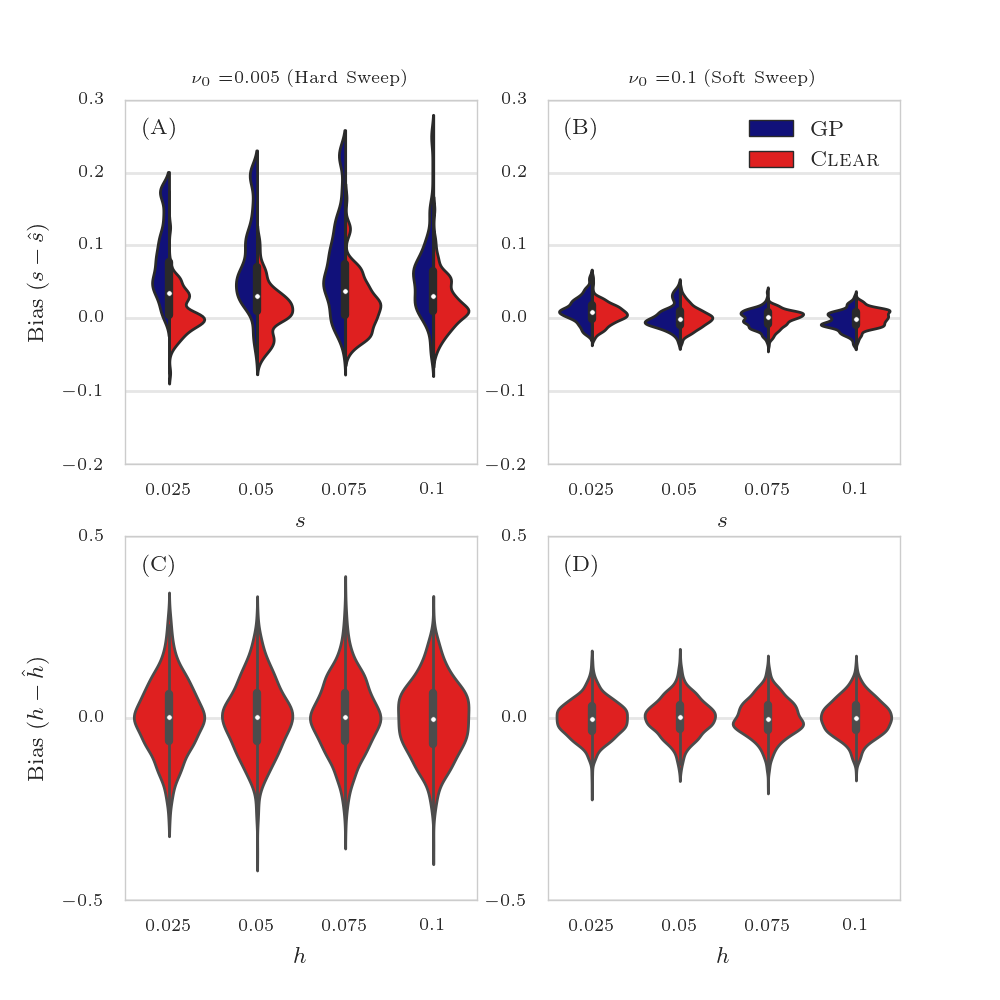 ν₀ =0.005 (Hard Sweep)
ν₀ =0.1 (Soft Sweep)
(A)
(B)
GP
CLEAR
0.3
0.2
0.1
0.0
−0.1
−0.2
Bias (s − ŝ)
0.3
0.2
0.1
0.0
−0.1
−0.2
0.025 0.05 0.075 0.1
s
0.025 0.05 0.075 0.1
s
(C)
(D)
0.5
0.0
−0.5
Bias (h − ĥ)
0.5
0.0
−0.5
0.025 0.05 0.075 0.1
h
0.025 0.05 0.075 0.1
h